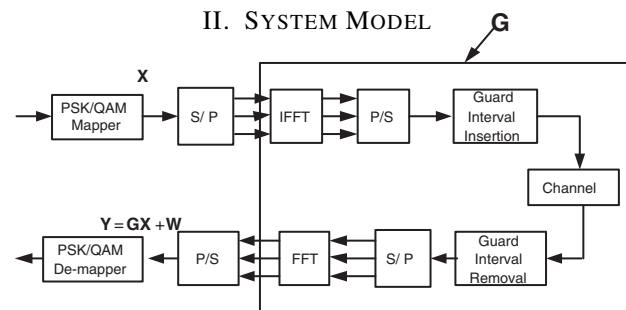 II. SYSTEM MODEL
G
X
PSK/QAM
Mapper
S/ P
IFFT
P/S
Guard
Interval
Insertion
Channel
Y = GX + W
PSK/QAM
De-mapper
P/S
FFT
S/ P
Guard
Interval
Removal